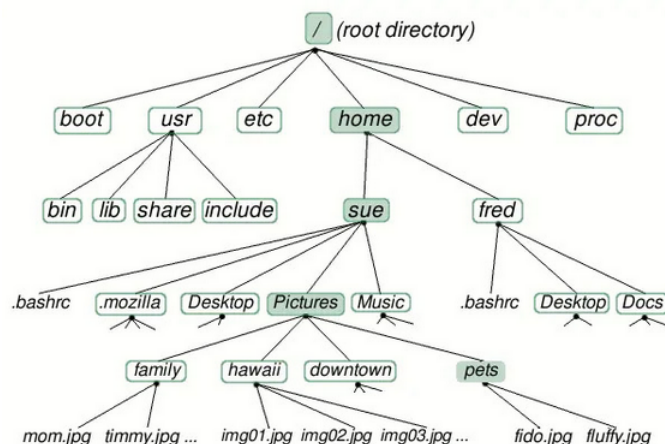 / (root directory)
boot usr etc home dev proc
bin lib share include sue fred
.bashrc .mozilla Desktop Pictures Music .bashrc Desktop Docs
family hawaii downtown pets
mom.jpg timmy.jpg ... img01.jpg img02.jpg img03.jpg ... fido.jpg fluffy.jpg